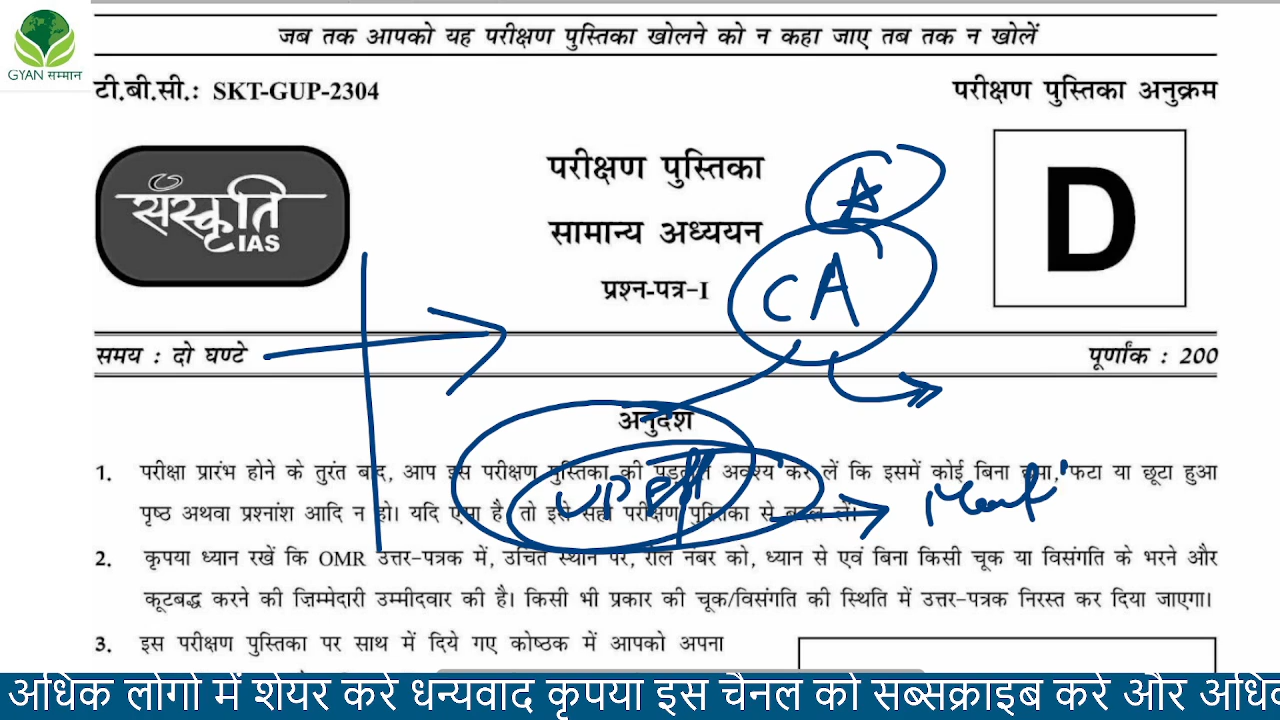 जब तक आपको यह परीक्षण पुस्तिका खोलने को न कहा जाए तब तक न खोलें
GYAN सम्मान
टी.बी.सी.: SKT-GUP-2304
परीक्षण पुस्तिका अनुक्रम
संस्कृति
IAS
परीक्षण पुस्तिका
सामान्य अध्ययन
प्रश्न-पत्र-I
D
A
CA
समय : दो घण्टे
पूर्णांक : 200
अनुदेश
1. परीक्षा प्रारंभ होने के तुरंत बाद, आप इस परीक्षण पुस्तिका की पड़ताल अवश्य कर लें कि इसमें कोई बिना छपा, फटा या छूटा हुआ
पृष्ठ अथवा प्रश्नांश आदि न हो। यदि ऐसा है, तो इसे सही परीक्षण पुस्तिका से बदल लें।
2. कृपया ध्यान रखें कि OMR उत्तर-पत्रक में, उचित स्थान पर, रोल नंबर को, ध्यान से एवं बिना किसी चूक या विसंगति के भरने और
कूटबद्ध करने की ज़िम्मेदारी उम्मीदवार की है। किसी भी प्रकार की चूक/विसंगति की स्थिति में उत्तर-पत्रक निरस्त कर दिया जाएगा।
3. इस परीक्षण पुस्तिका पर साथ में दिये गए कोष्ठक में आपको अपना
अधिक लोगो में शेयर करे धन्यवाद कृपया इस चैनल को सब्सक्राइब करे और